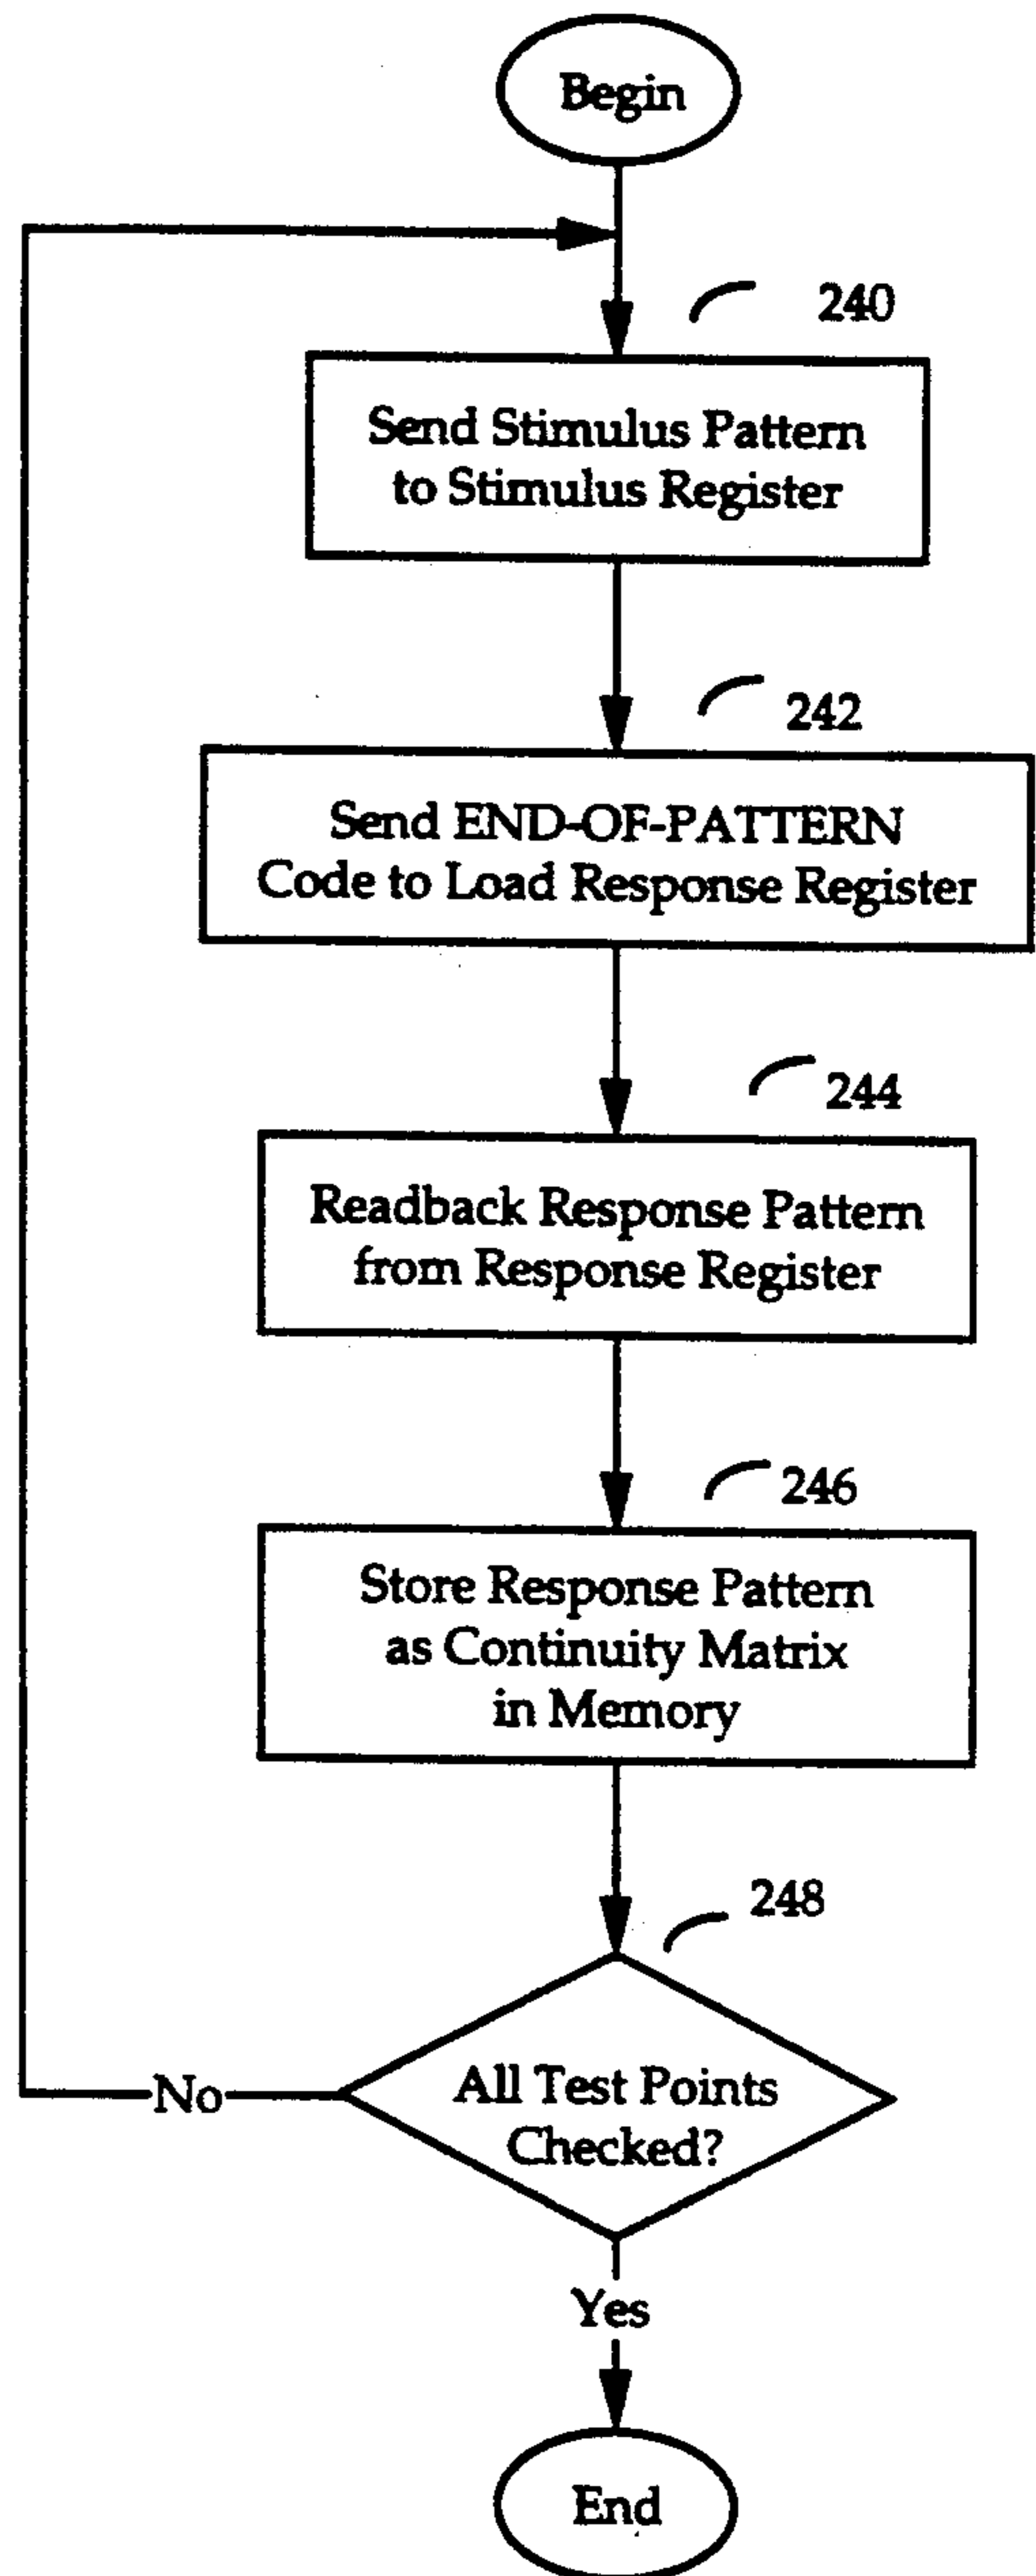 Begin
240
Send Stimulus Pattern
to Stimulus Register
242
Send END-OF-PATTERN
Code to Load Response Register
244
Readback Response Pattern
from Response Register
246
Store Response Pattern
as Continuity Matrix
in Memory
248
All Test Points
Checked?
No
Yes
End